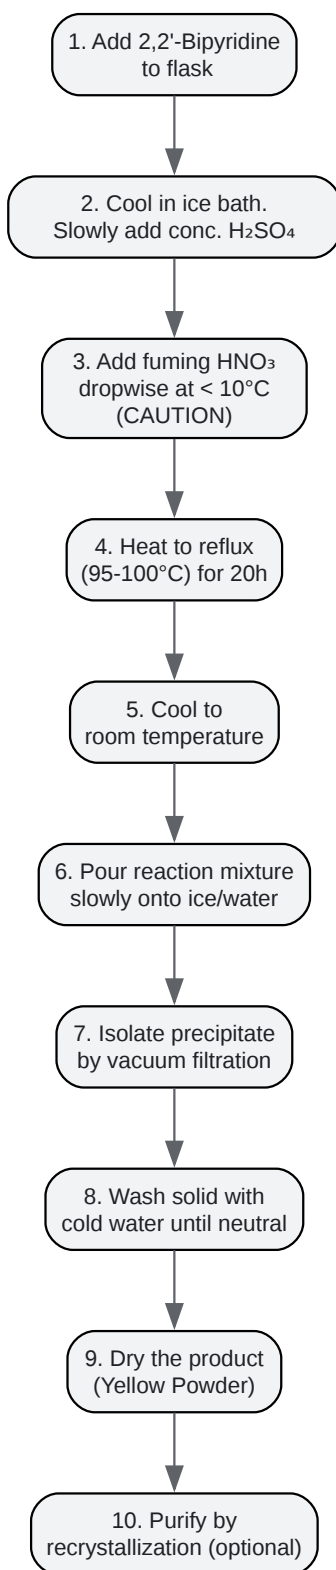 1. Add 2,2'-Bipyridine
to flask
2. Cool in ice bath.
Slowly add conc. H₂SO₄
3. Add fuming HNO₃
dropwise at < 10°C
(CAUTION)
4. Heat to reflux
(95-100°C) for 20h
5. Cool to
room temperature
6. Pour reaction mixture
slowly onto ice/water
7. Isolate precipitate
by vacuum filtration
8. Wash solid with
cold water until neutral
9. Dry the product
(Yellow Powder)
10. Purify by
recrystallization (optional)